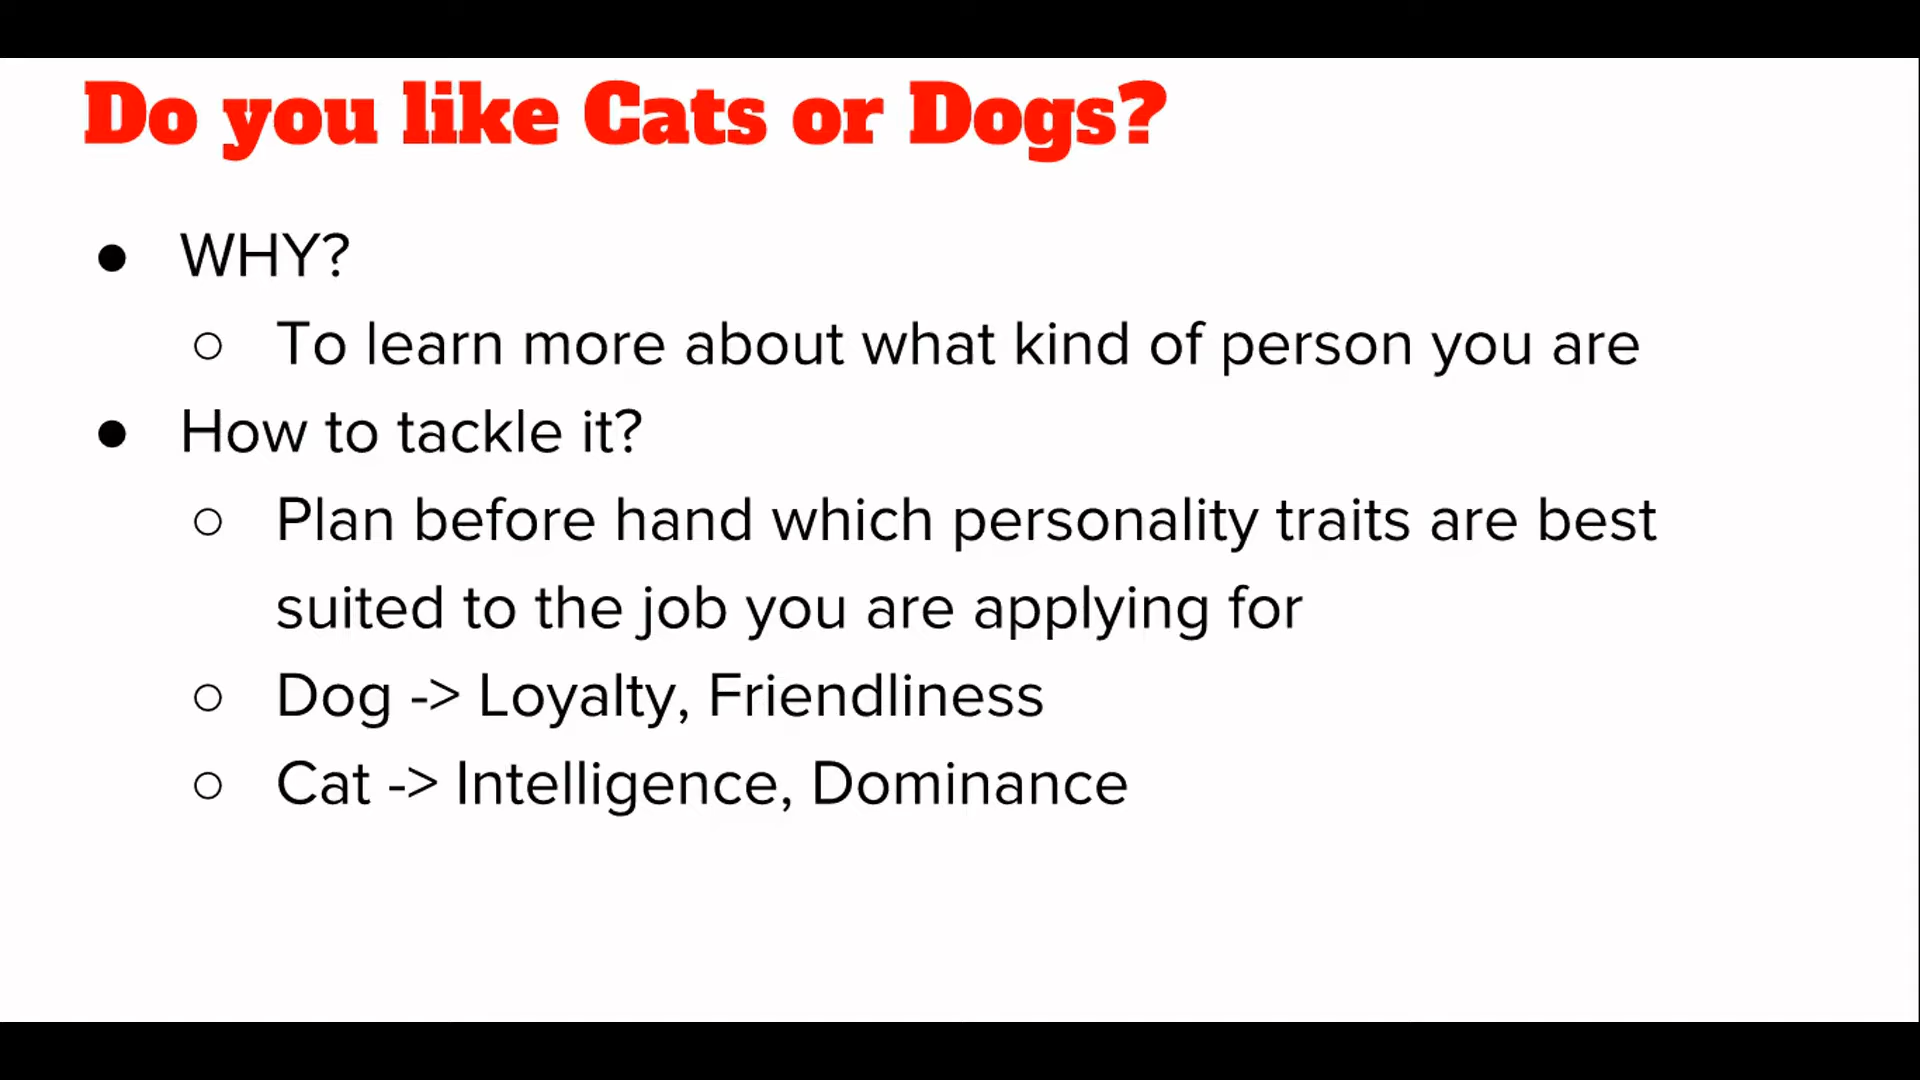 Do you like Cats or Dogs?
● WHY?
○ To learn more about what kind of person you are
● How to tackle it?
○ Plan before hand which personality traits are best
suited to the job you are applying for
○ Dog -> Loyalty, Friendliness
○ Cat -> Intelligence, Dominance